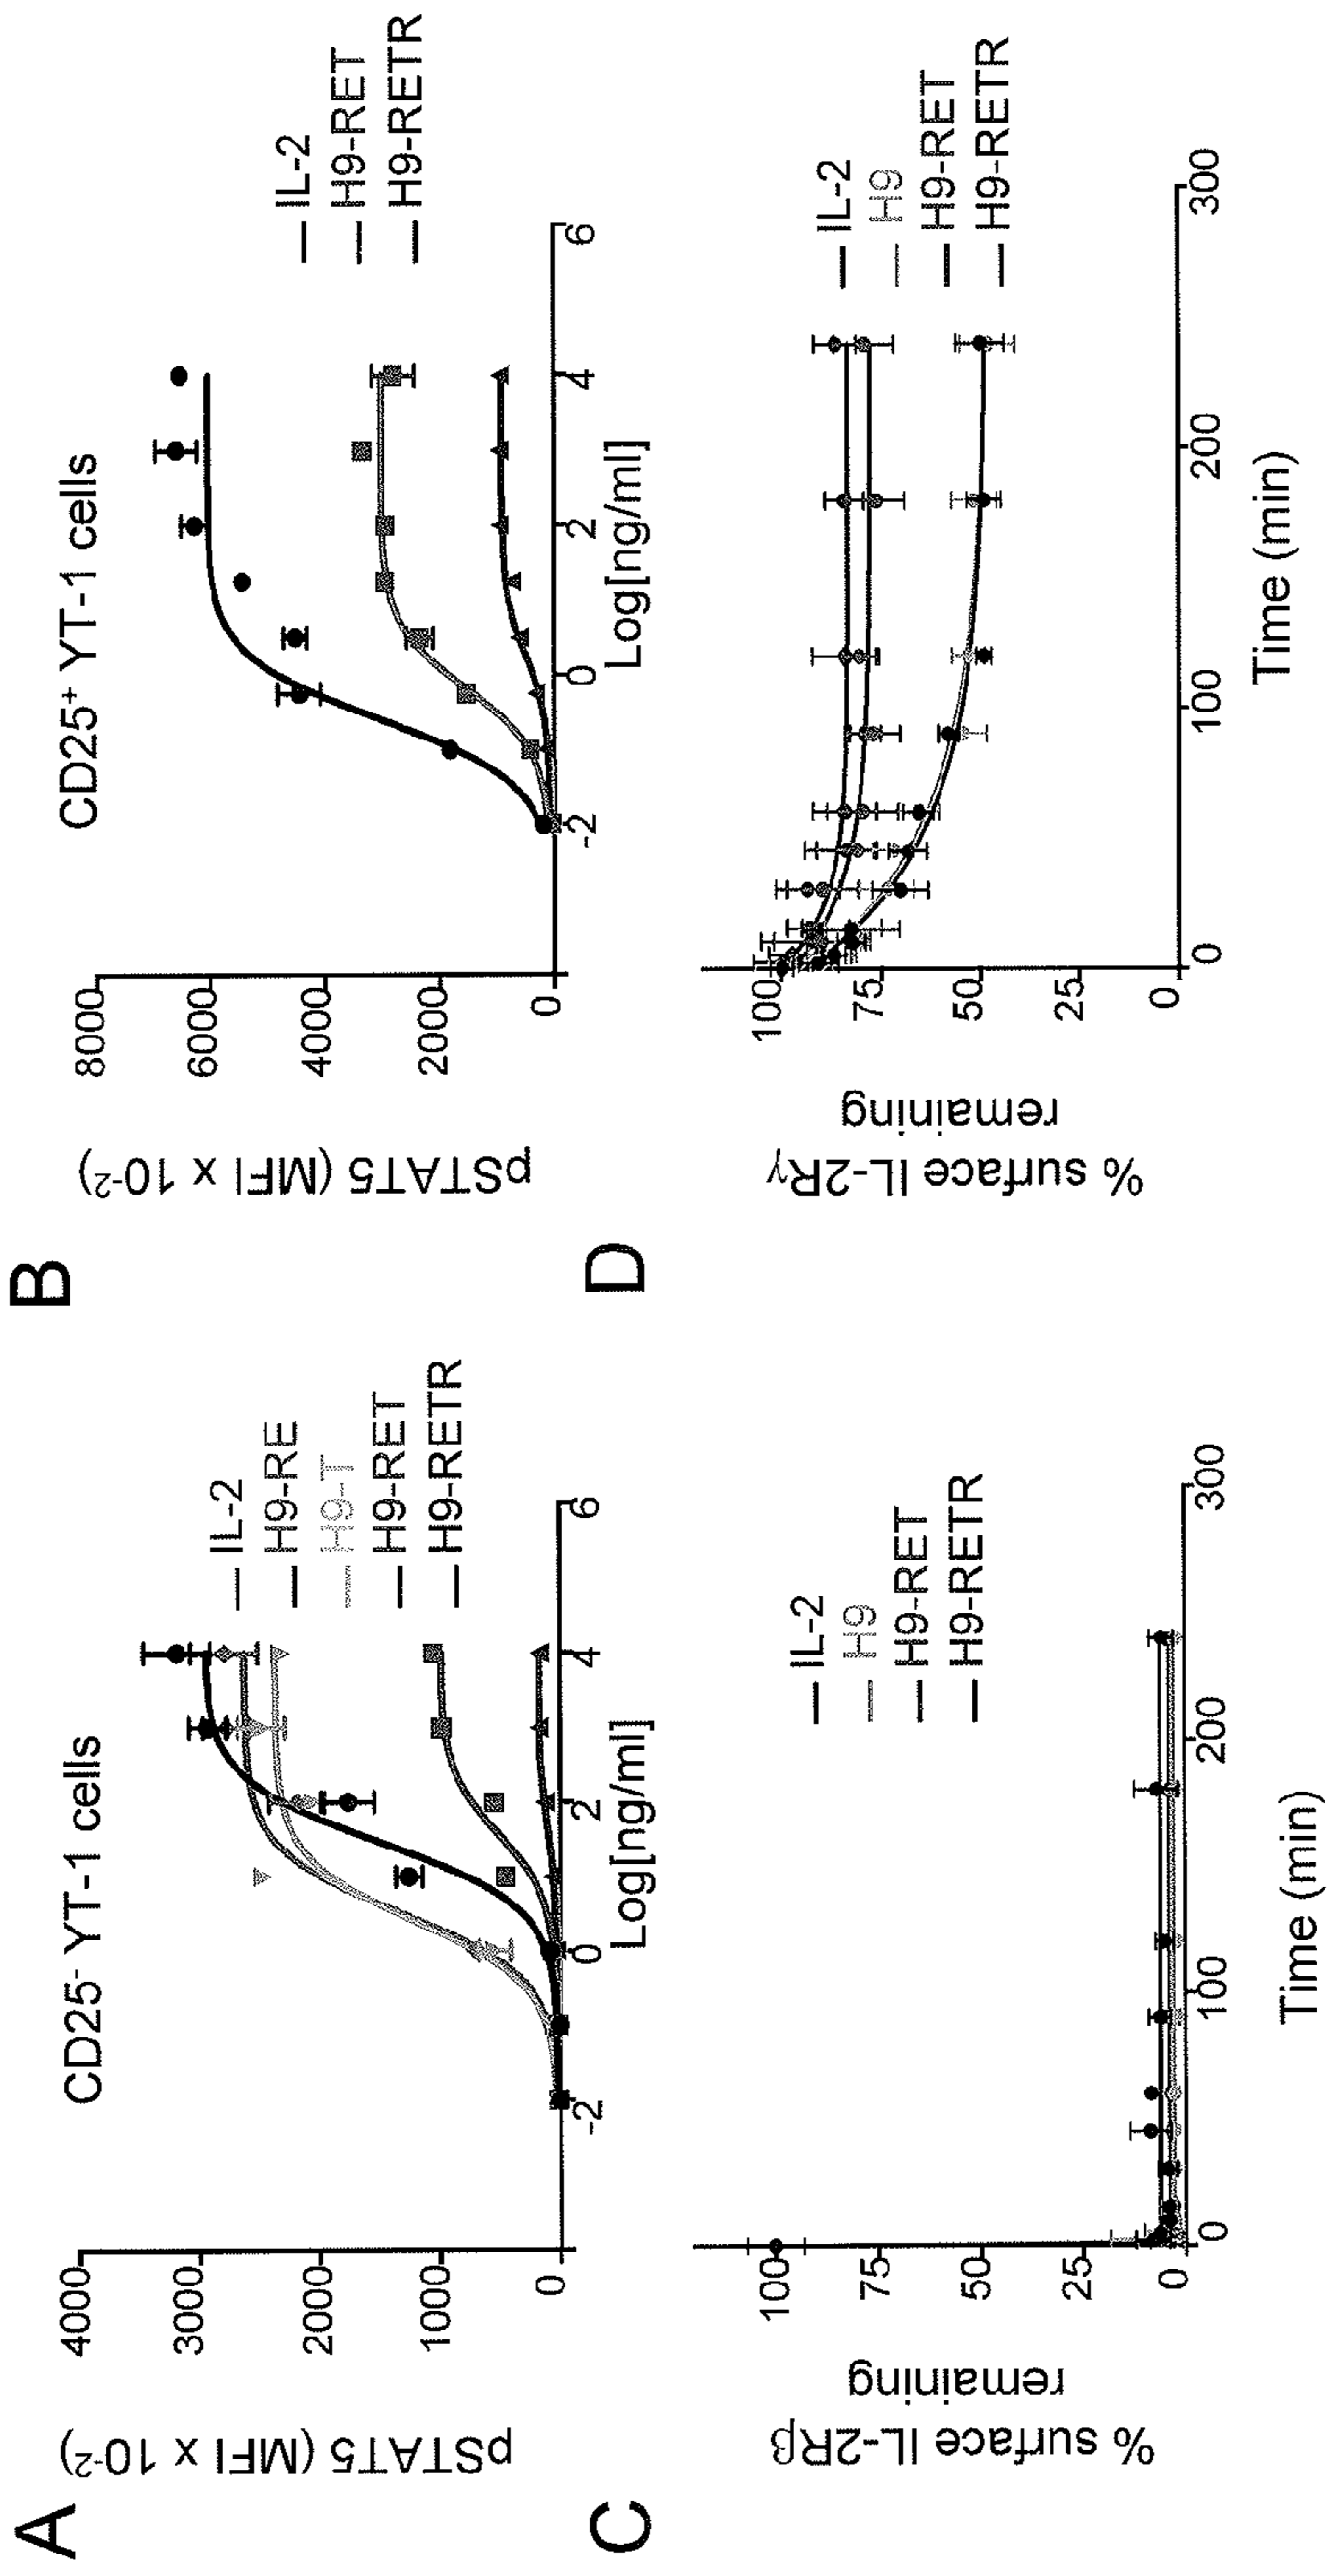 A
CD25- YT-1 cells
pSTAT5 (MFI x 10-2)
4000
3000
2000
1000
0
-2
0
2
4
6
Log[ng/ml]
IL-2
H9-RE
H9-T
H9-RET
H9-RETR
B
CD25+ YT-1 cells
pSTAT5 (MFI x 10-2)
8000
6000
4000
2000
0
-2
0
2
4
6
Log[ng/ml]
IL-2
H9-RET
H9-RETR
C
% surface IL-2Rβ
remaining
100
75
50
25
0
0
100
200
300
Time (min)
IL-2
H9
H9-RET
H9-RETR
D
% surface IL-2Rγ
remaining
100
75
50
25
0
0
100
200
300
Time (min)
IL-2
H9
H9-RET
H9-RETR